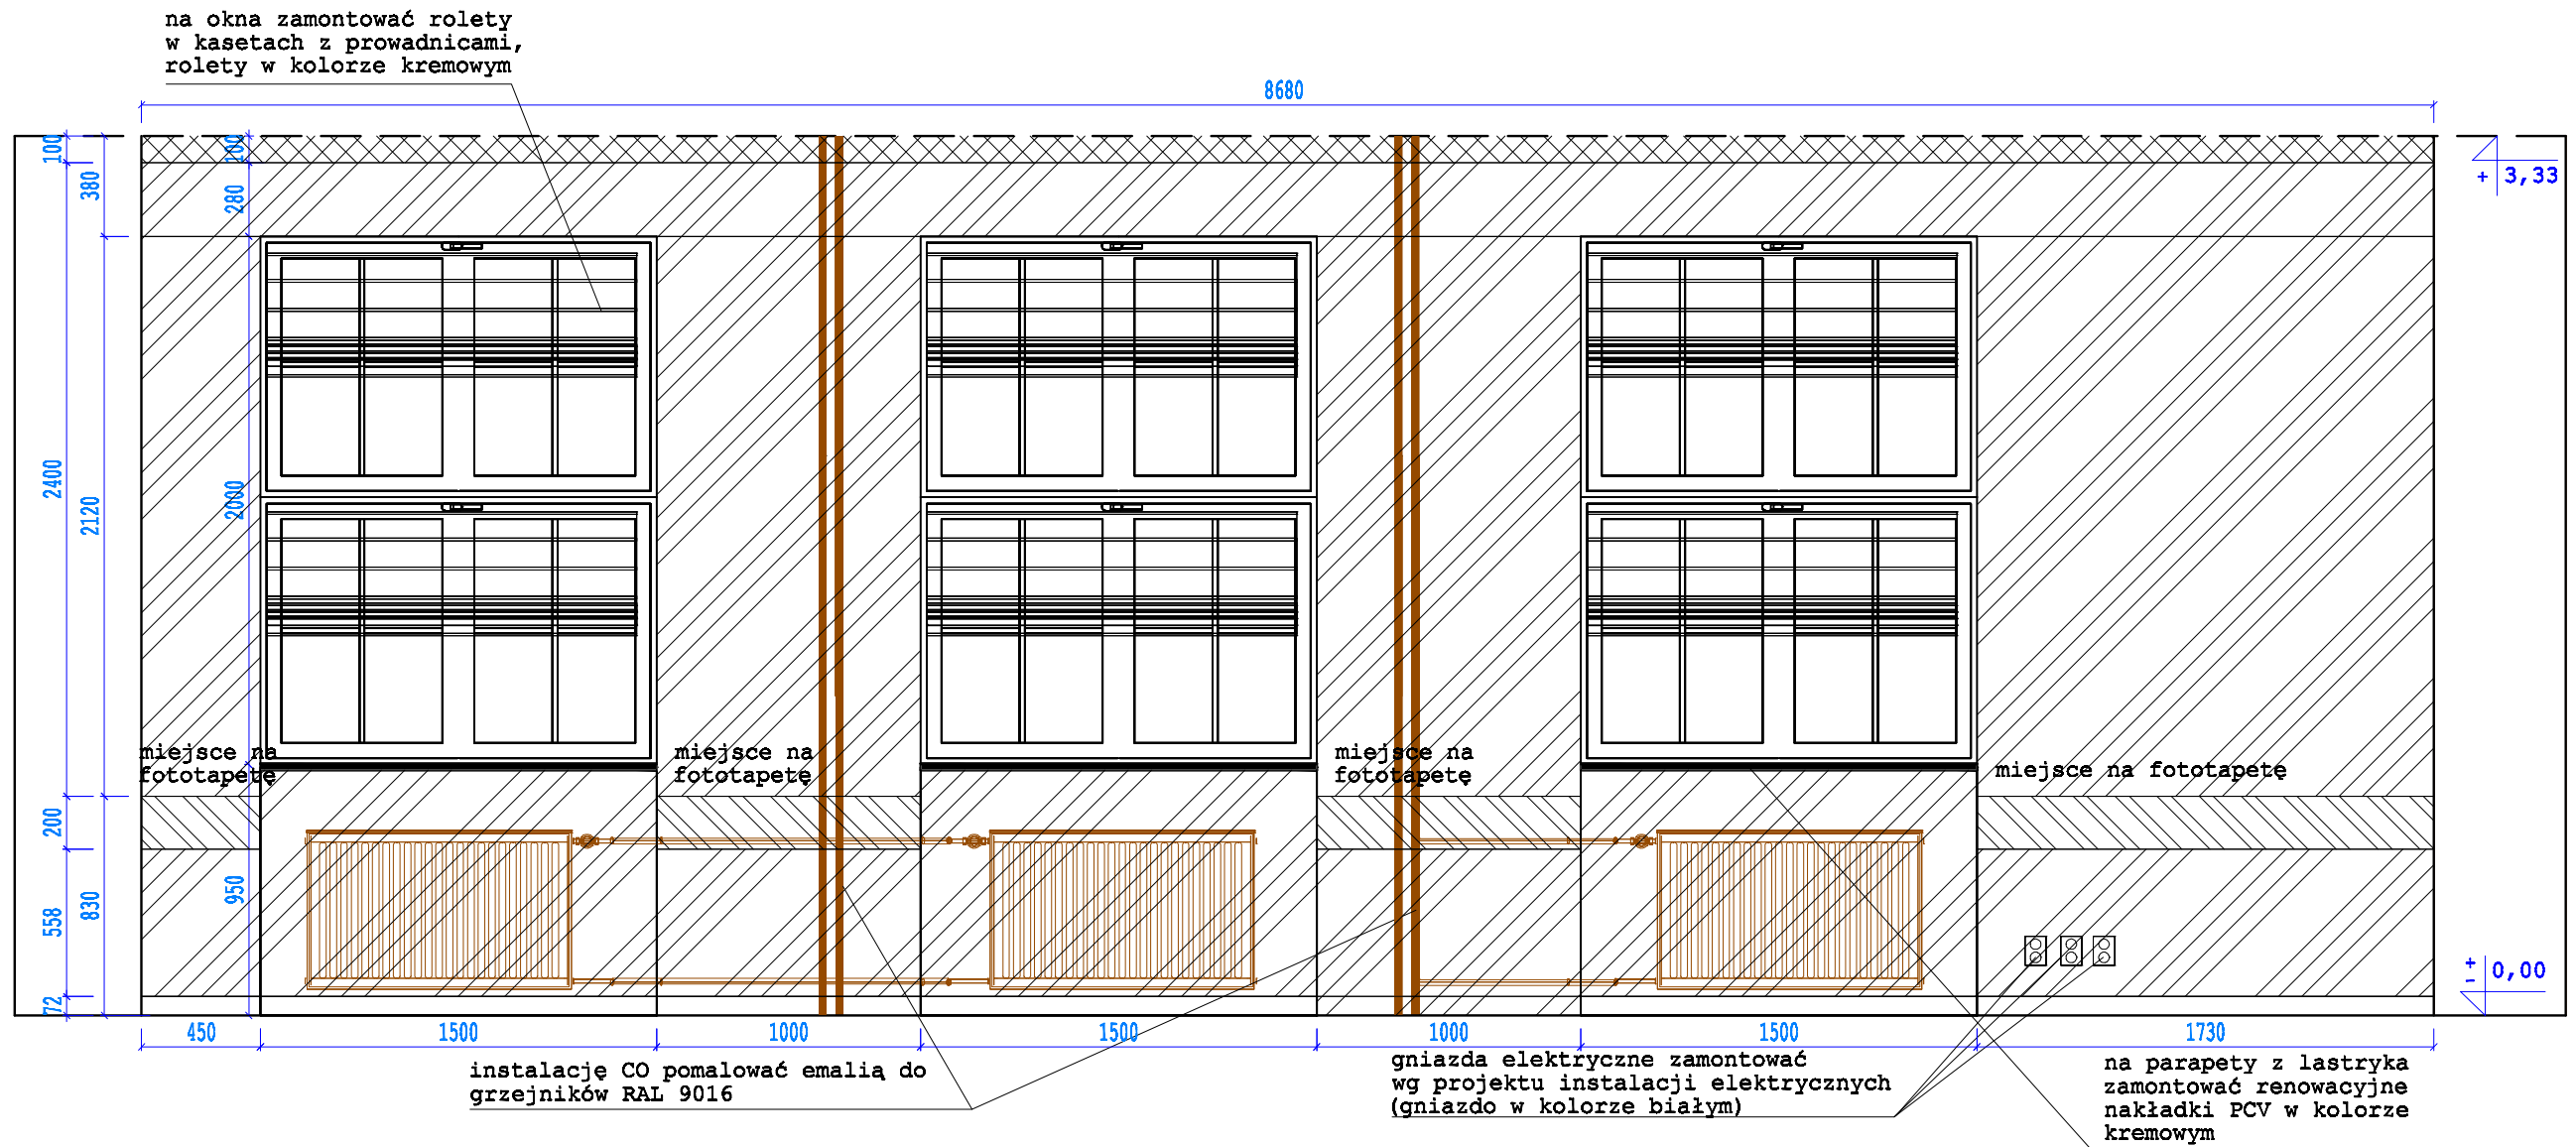 na okna zamontować rolety
w kasetach z prowadnicami,
rolety w kolorze kremowym
8680
100
100
380
280
+ 3,33
2400
2120
2000
miejsce na
fototapetę
miejsce na
fototapetę
miejsce na
fototapetę
miejsce na fototapetę
200
950
830
558
72
+
- 0,00
450
1500
1000
1500
1000
1500
1730
instalację CO pomalować emalią do
grzejników RAL 9016
gniazda elektryczne zamontować
wg projektu instalacji elektrycznych
(gniazdo w kolorze białym)
na parapety z lastryka
zamontować renowacyjne
nakładki PCV w kolorze
kremowym